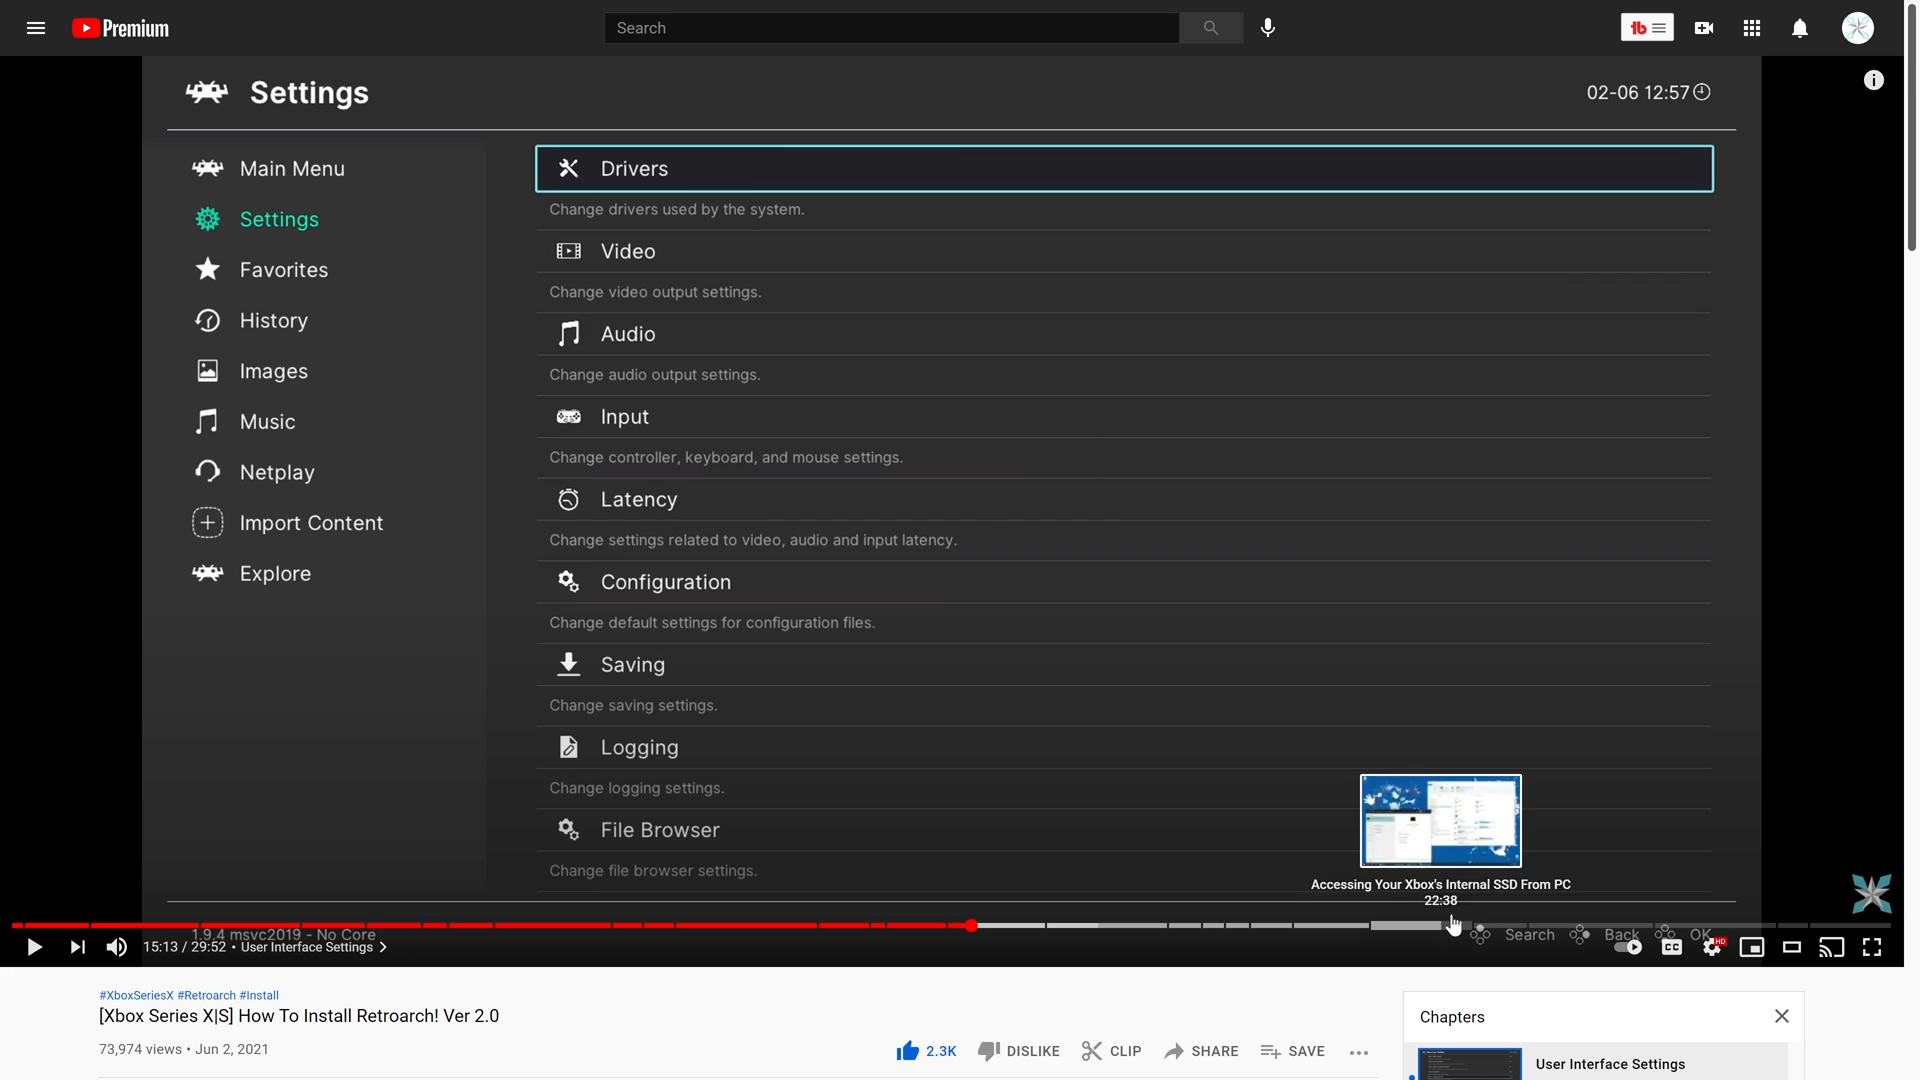 Premium
Search
Settings
02-06 12:57
Main Menu
Settings
Favorites
History
Images
Music
Netplay
Import Content
Explore
Drivers
Change drivers used by the system.
Video
Change video output settings.
Audio
Change audio output settings.
Input
Change controller, keyboard, and mouse settings.
Latency
Change settings related to video, audio and input latency.
Configuration
Change default settings for configuration files.
Saving
Change saving settings.
Logging
Change logging settings.
File Browser
Change file browser settings.
Accessing Your Xbox's Internal SSD From PC
22:38
1.9.4 msvc2019 - No Core
Search Back OK
15:13 / 29:52 • User Interface Settings
CC HD
#XboxSeriesX #Retroarch #Install
[Xbox Series X|S] How To Install Retroarch! Ver 2.0
73,974 views • Jun 2, 2021
2.3K DISLIKE CLIP SHARE SAVE
Chapters
User Interface Settings